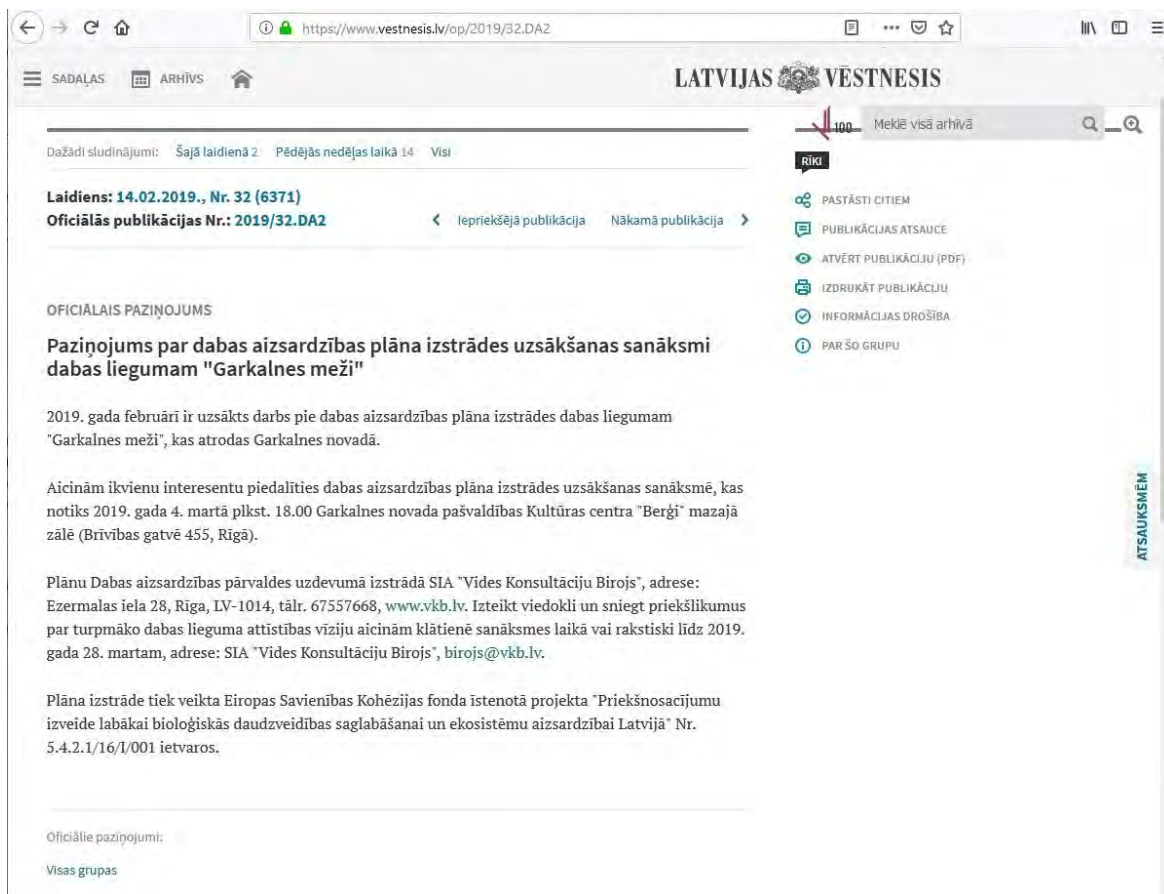 https://www.vestnesis.lv/op/2019/32.DA2
SADAĻAS ARHĪVS
LATVIJAS VĒSTNESIS
100 Meklē visā arhīvā
Dažādi sludinājumi: Šajā laidienā 2 Pēdējās nedēļas laikā 14 Visi
RĪKI
Laidiens: 14.02.2019., Nr. 32 (6371)
Oficiālās publikācijas Nr.: 2019/32.DA2
Iepriekšējā publikācija Nākamā publikācija
PASTĀSTI CITIEM
PUBLIKĀCIJAS ATSAUCE
ATVĒRT PUBLIKĀCIJU (PDF)
IZDRUKĀT PUBLIKĀCIJU
INFORMĀCIJAS DROŠĪBA
PAR ŠO GRUPU
OFICIĀLAIS PAZIŅOJUMS
Paziņojums par dabas aizsardzības plāna izstrādes uzsākšanas sanāksmi
dabas liegumam "Garkalnes meži"
2019. gada februārī ir uzsākts darbs pie dabas aizsardzības plāna izstrādes dabas liegumam
"Garkalnes meži", kas atrodas Garkalnes novadā.
Aicinām ikvienu interesentu piedalīties dabas aizsardzības plāna izstrādes uzsākšanas sanāksmē, kas
notiks 2019. gada 4. martā plkst. 18.00 Garkalnes novada pašvaldības Kultūras centra "Berģi" mazajā
zālē (Brīvības gatvē 455, Rīgā).
Plānu Dabas aizsardzības pārvaldes uzdevumā izstrādā SIA "Vides Konsultāciju Birojs", adrese:
Ezermalas iela 28, Rīga, LV-1014, tālr. 67557668, www.vkb.lv. Izteikt viedokli un sniegt priekšlikumus
par turpmāko dabas lieguma attīstības vīziju aicinām klātienē sanāksmes laikā vai rakstiski līdz 2019.
gada 28. martam, adrese: SIA "Vides Konsultāciju Birojs", birojs@vkb.lv.
Plāna izstrāde tiek veikta Eiropas Savienības Kohēzijas fonda īstenotā projekta "Priekšnosacījumu
izveide labākai bioloģiskās daudzveidības saglabāšanai un ekosistēmu aizsardzībai Latvijā" Nr.
5.4.2.1/16/I/001 ietvaros.
ATSAUKSMĒM
Oficiālie paziņojumi:
Visas grupas